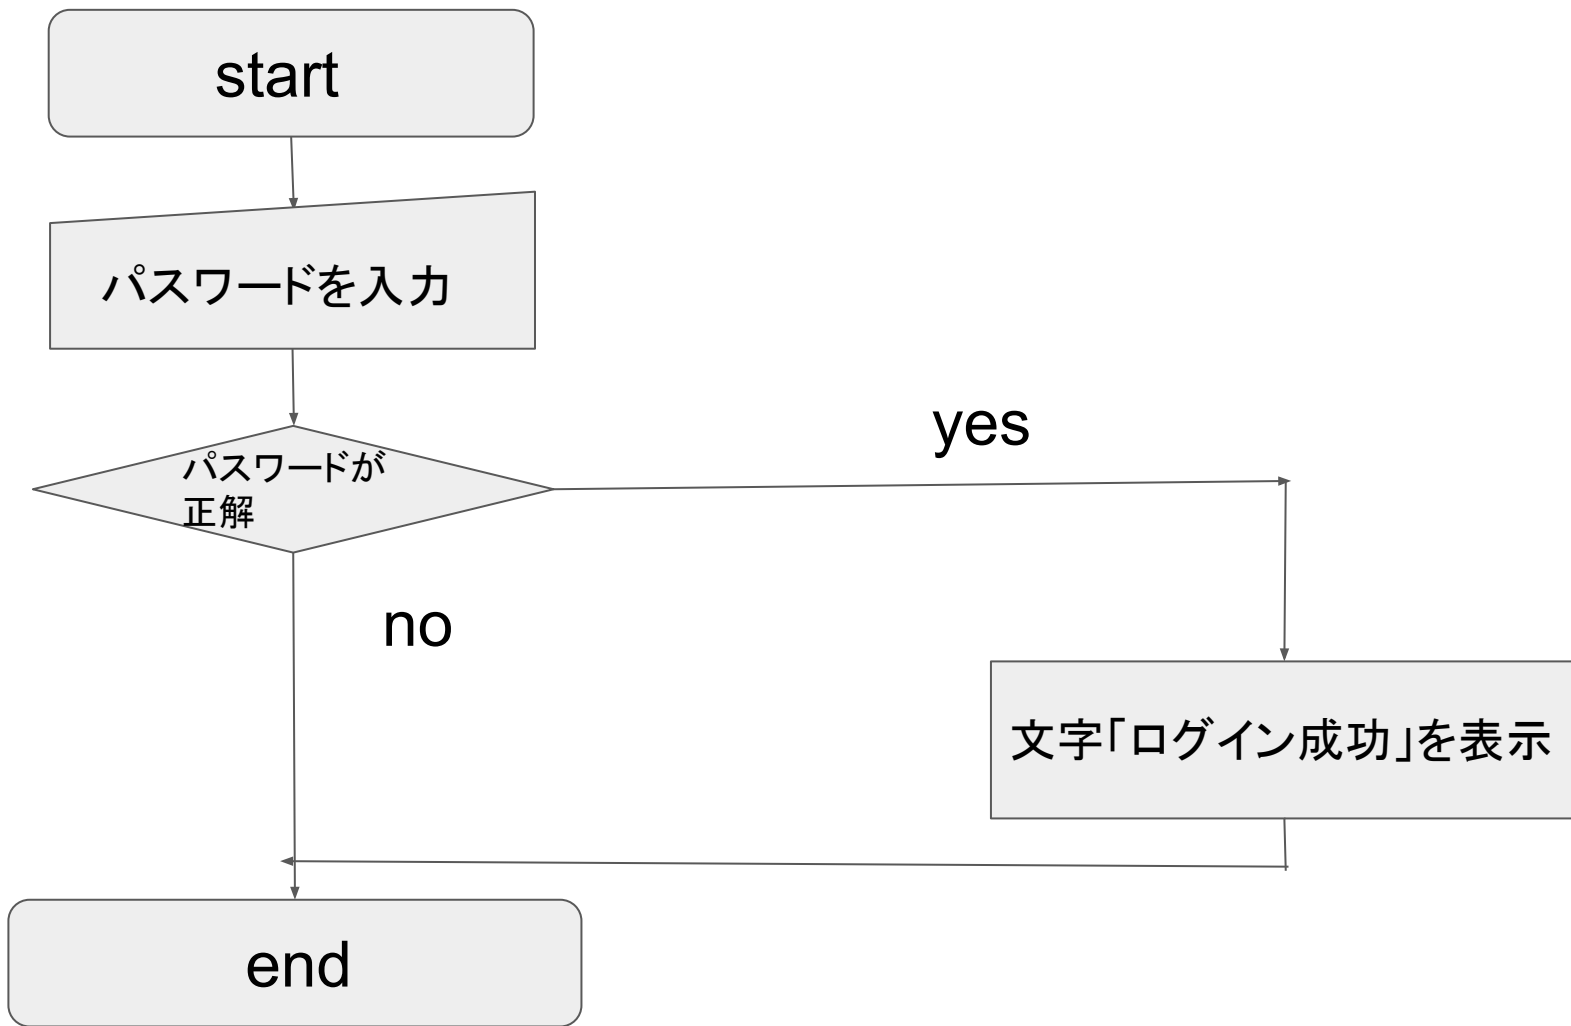 start
パスワードを入力
yes
パスワードが
正解
no
文字「ログイン成功」を表示
end